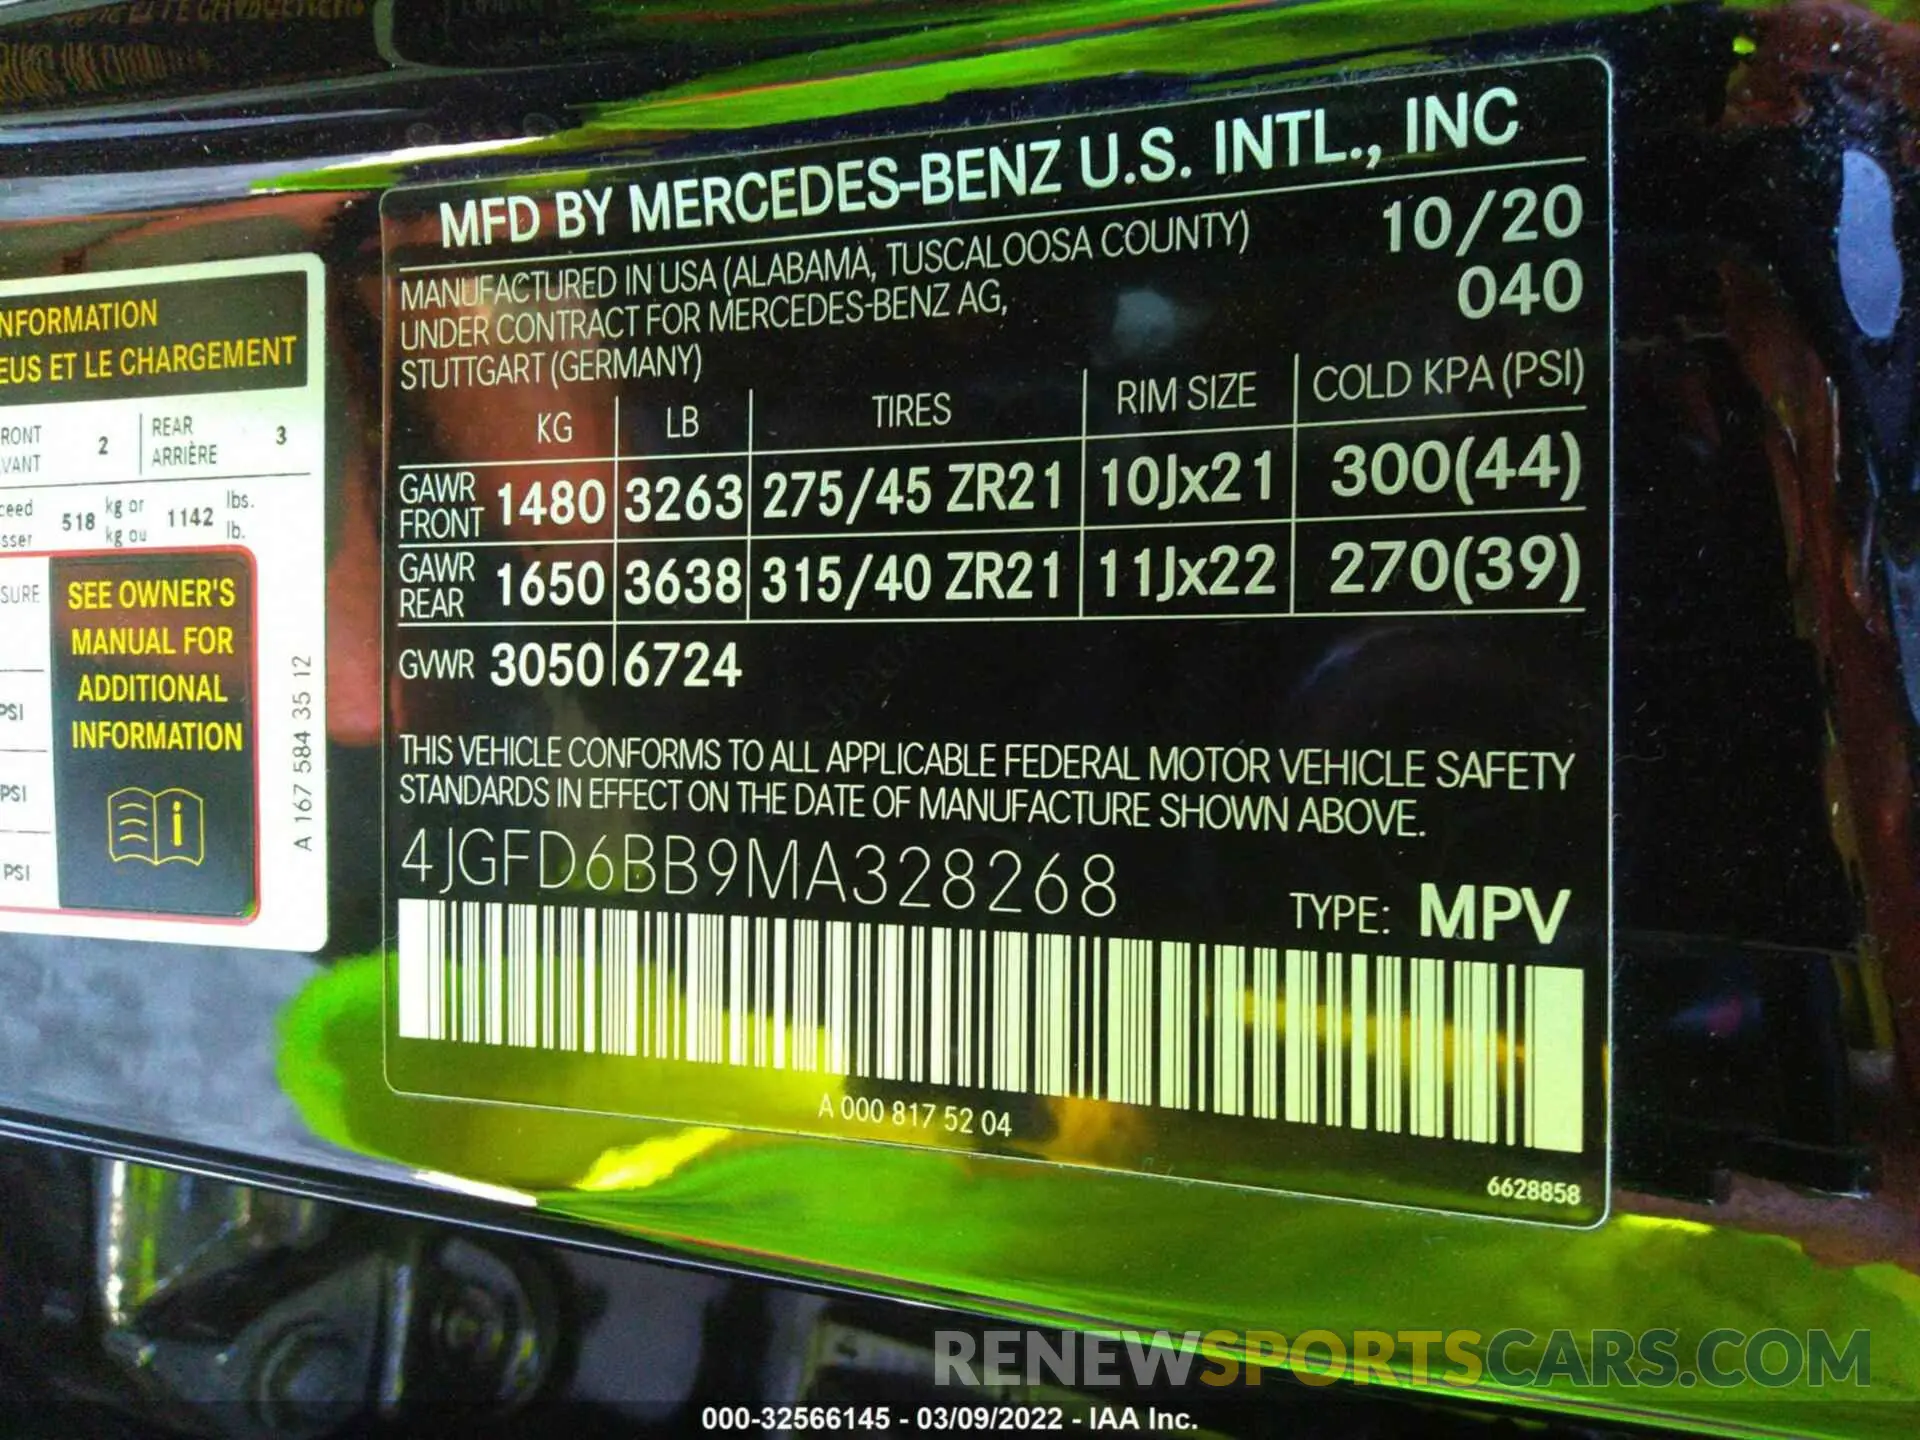 NFORMATION
EUS ET LE CHARGEMENT
RONT
VANT
2
REAR
ARRIÈRE
3
ceed
sser
518
kg or
kg ou
1142
lbs.
lb.
SURE
SEE OWNER'S
MANUAL FOR
ADDITIONAL
INFORMATION
PSI
PSI
PSI
A 167 584 35 12
MFD BY MERCEDES-BENZ U.S. INTL., INC
MANUFACTURED IN USA (ALABAMA, TUSCALOOSA COUNTY)
UNDER CONTRACT FOR MERCEDES-BENZ AG,
STUTTGART (GERMANY)
10/20
040
KG LB TIRES RIM SIZE COLD KPA (PSI)
GAWR FRONT 1480 3263 275/45 ZR21 10Jx21 300(44)
GAWR REAR 1650 3638 315/40 ZR21 11Jx22 270(39)
GVWR 3050 6724
THIS VEHICLE CONFORMS TO ALL APPLICABLE FEDERAL MOTOR VEHICLE SAFETY
STANDARDS IN EFFECT ON THE DATE OF MANUFACTURE SHOWN ABOVE.
4JGFD6BB9MA328268
TYPE: MPV
A 000 817 52 04
6628858
RENEWSPORTSCARS.COM
000-32566145 - 03/09/2022 - IAA Inc.